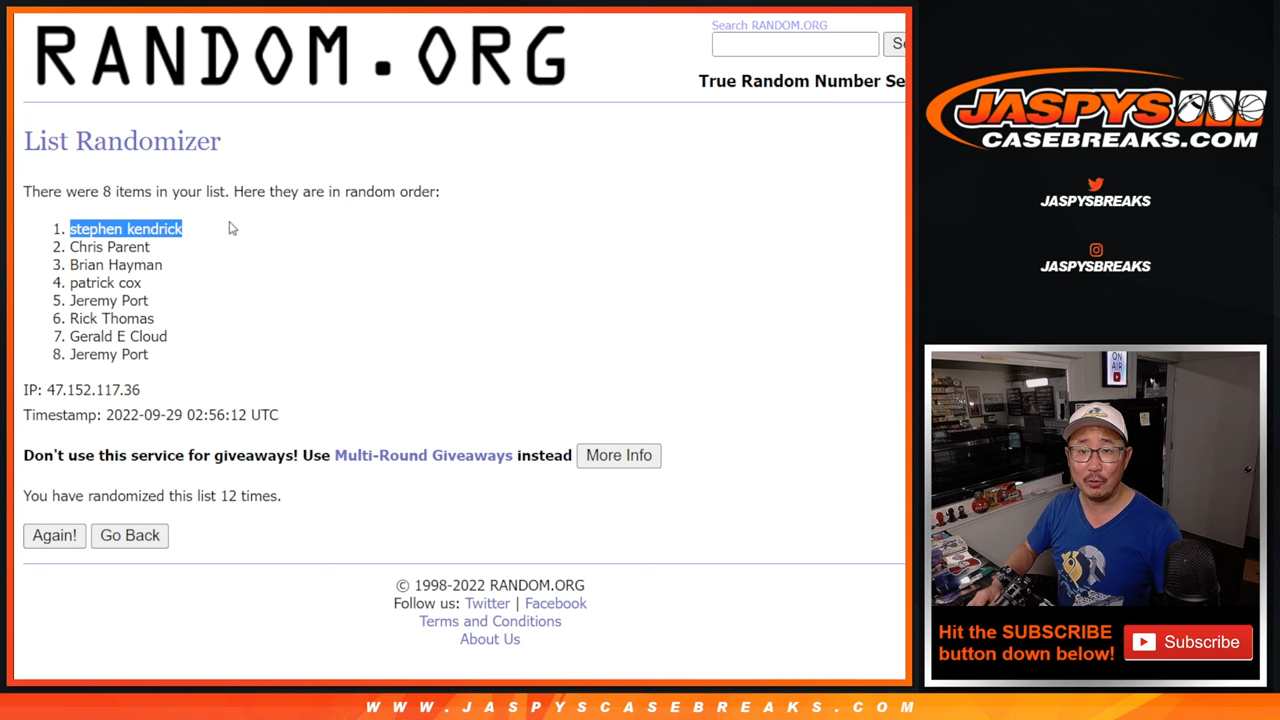 RANDOM.ORG
Search RANDOM.ORG
True Random Number Se
List Randomizer
There were 8 items in your list. Here they are in random order:
1. stephen kendrick
2. Chris Parent
3. Brian Hayman
4. patrick cox
5. Jeremy Port
6. Rick Thomas
7. Gerald E Cloud
8. Jeremy Port
IP: 47.152.117.36
Timestamp: 2022-09-29 02:56:12 UTC
Don't use this service for giveaways! Use Multi-Round Giveaways instead More Info
You have randomized this list 12 times.
Again! Go Back
© 1998-2022 RANDOM.ORG
Follow us: Twitter | Facebook
Terms and Conditions
About Us
JASPYS
CASEBREAKS.COM
JASPYSBREAKS
JASPYSBREAKS
ON
AIR
Hit the SUBSCRIBE
button down below!
Subscribe
WWW.JASPYSCASEBREAKS.COM